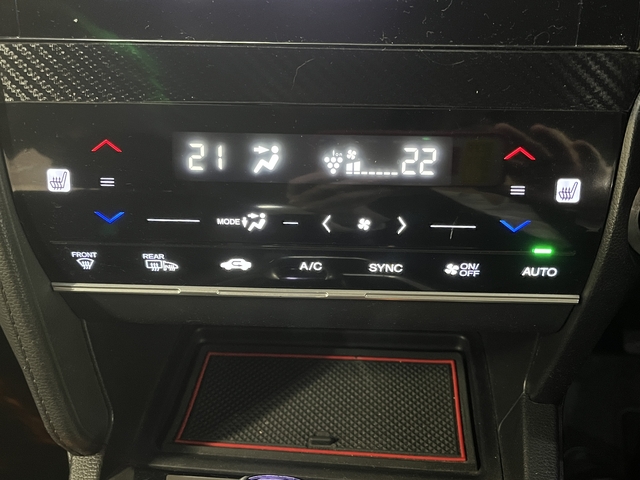 21 22
MODE
FRONT REAR A/C SYNC ON/OFF AUTO